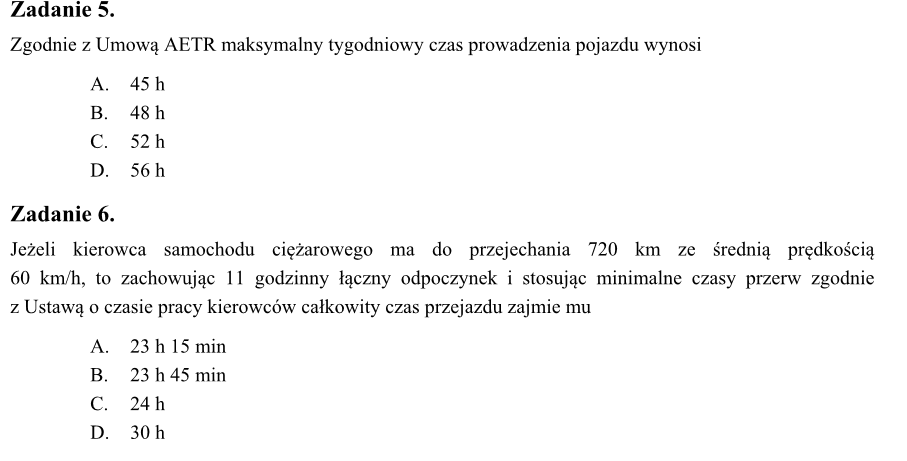 Zadanie 5.
Zgodnie z Umową AETR maksymalny tygodniowy czas prowadzenia pojazdu wynosi
A. 45 h
B. 48 h
C. 52 h
D. 56 h
Zadanie 6.
Jeżeli kierowca samochodu ciężarowego ma do przejechania 720 km ze średnią prędkością
60 km/h, to zachowując 11 godzinny łączny odpoczynek i stosując minimalne czasy przerw zgodnie
z Ustawą o czasie pracy kierowców całkowity czas przejazdu zajmie mu
A. 23 h 15 min
B. 23 h 45 min
C. 24 h
D. 30 h